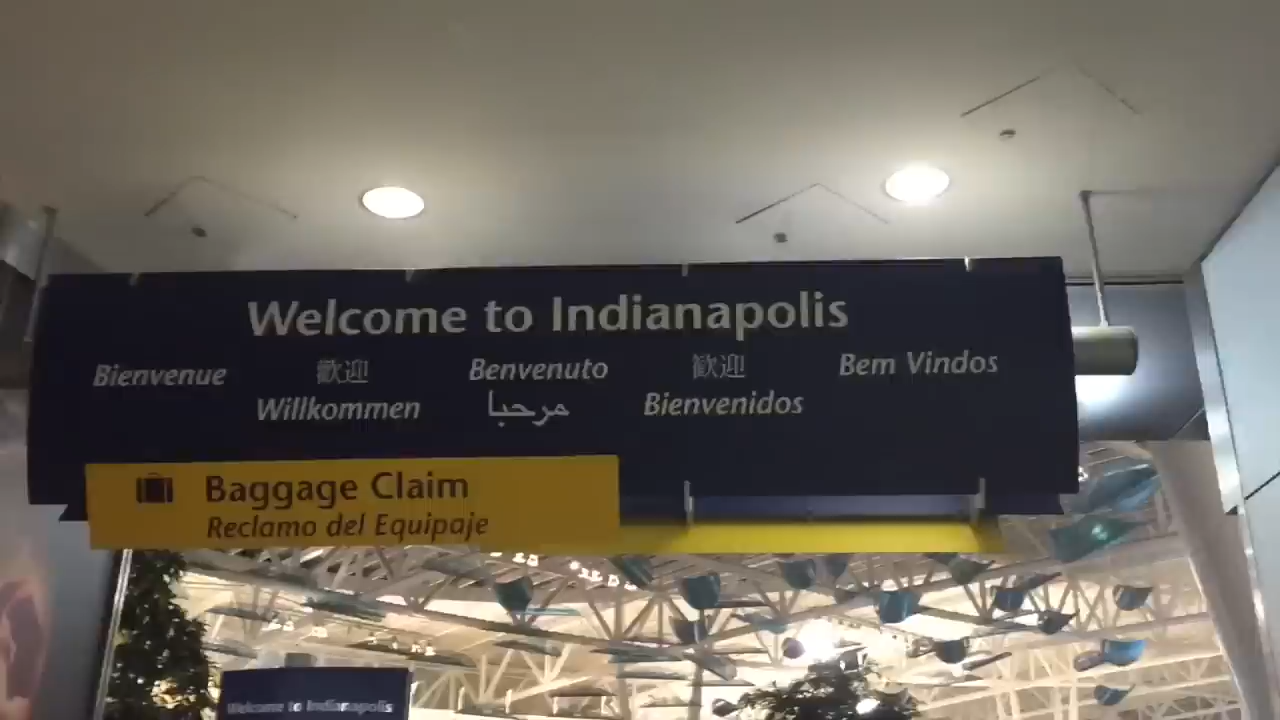 Welcome to Indianapolis
Bienvenue 歡迎 Benvenuto 歓迎 Bem Vindos
Willkommen مرحبا Bienvenidos
Baggage Claim
Reclamo del Equipaje
Welcome to Indianapolis